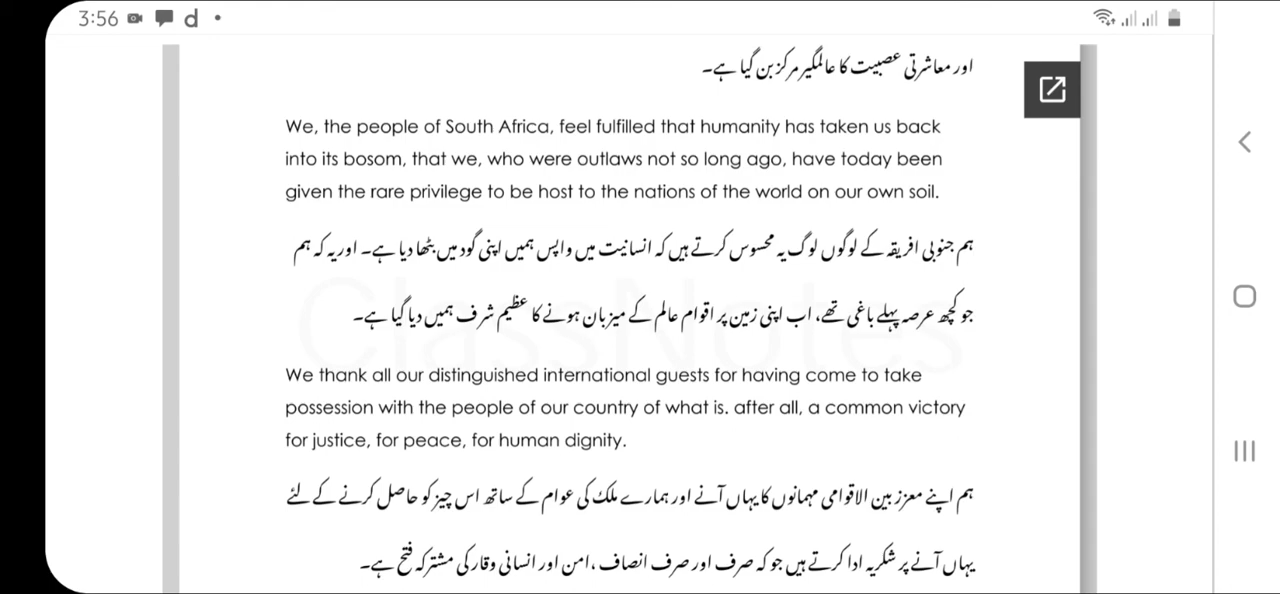 3:56
d
اور معاشرتی عصبیت کا عالمگیر مرکز بن گیا ہے۔
We, the people of South Africa, feel fulfilled that humanity has taken us back
into its bosom, that we, who were outlaws not so long ago, have today been
given the rare privilege to be host to the nations of the world on our own soil.
ہم جنوبی افریقہ کے لوگوں لوگ یہ محسوس کرتے ہیں کہ انسانیت میں واپس ہمیں اپنی گود میں بٹھا دیا ہے۔ اور یہ کہ ہم
جو کچھ عرصہ پہلے باغی تھے، اب اپنی زمین پر اقوام عالم کے میزبان ہونے کا عظیم شرف ہمیں دیا گیا ہے۔
ClassNotes
We thank all our distinguished international guests for having come to take
possession with the people of our country of what is. after all, a common victory
for justice, for peace, for human dignity.
ہم اپنے معزز بین الاقوامی مہمانوں کا یہاں آنے اور ہمارے ملک کی عوام کے ساتھ اس چیز کو حاصل کرنے کے لئے
یہاں آنے پر شکریہ ادا کرتے ہیں جو کہ صرف اور صرف انصاف، امن اور انسانی وقار کی مشترکہ فتح ہے۔